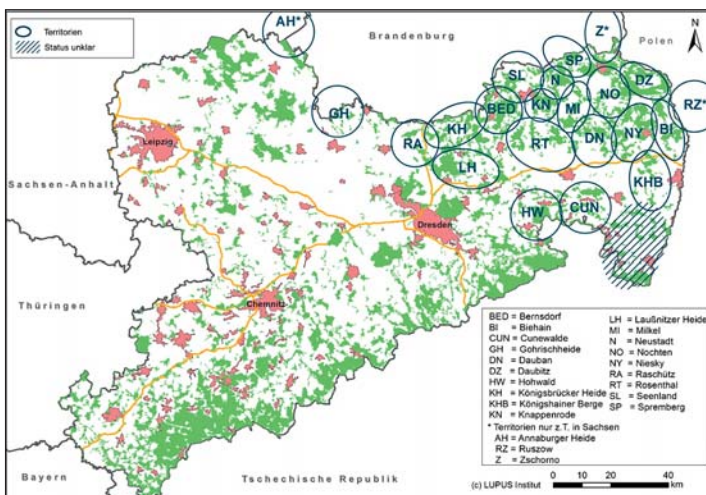 Territorien
Status unklar
AH*
Brandenburg
Z*
N
Polen
SP
SL
N
NO
DZ
RZ*
GH
BED
KN
MI
KH
RA
RT
DN
NY
BI
Leipzig
LH
KHB
Sachsen-Anhalt
HW
CUN
Dresden
Thüringen
Chemnitz
BED = Bernsdorf
BI = Biehain
CUN = Cunewalde
GH = Gohrischheide
DN = Dauban
DZ = Daubitz
HW = Hohwald
KH = Königsbrücker Heide
KHB = Königshainer Berge
KN = Knappenrode
LH = Laußnitzer Heide
MI = Milkel
N = Neustadt
NO = Nochten
NY = Niesky
RA = Raschütz
RT = Rosenthal
SL = Seenland
SP = Spremberg
* Territorien nur z.T. in Sachsen
AH = Annaburger Heide
RZ = Ruszow
Z = Zschorno
Bayern
Tschechische Republik
(c) LUPUS Institut
0 10 20 40
km